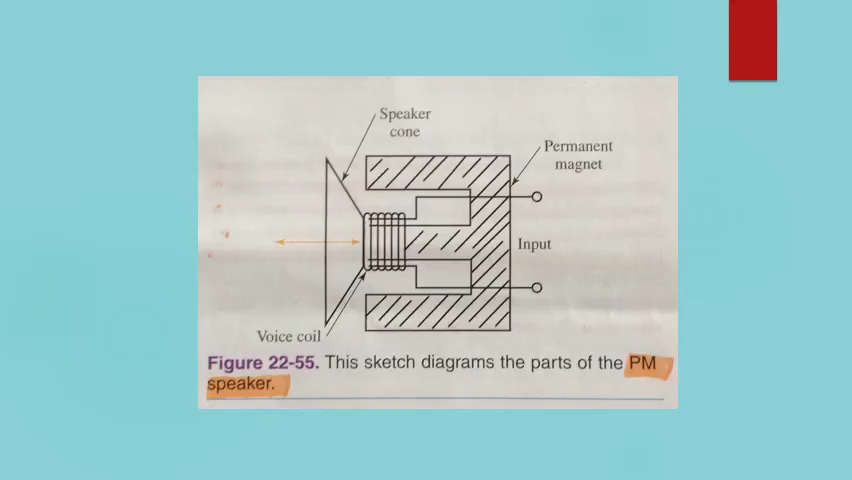 Speaker
cone
Permanent
magnet
Input
Voice coil
Figure 22-55. This sketch diagrams the parts of the PM
speaker.